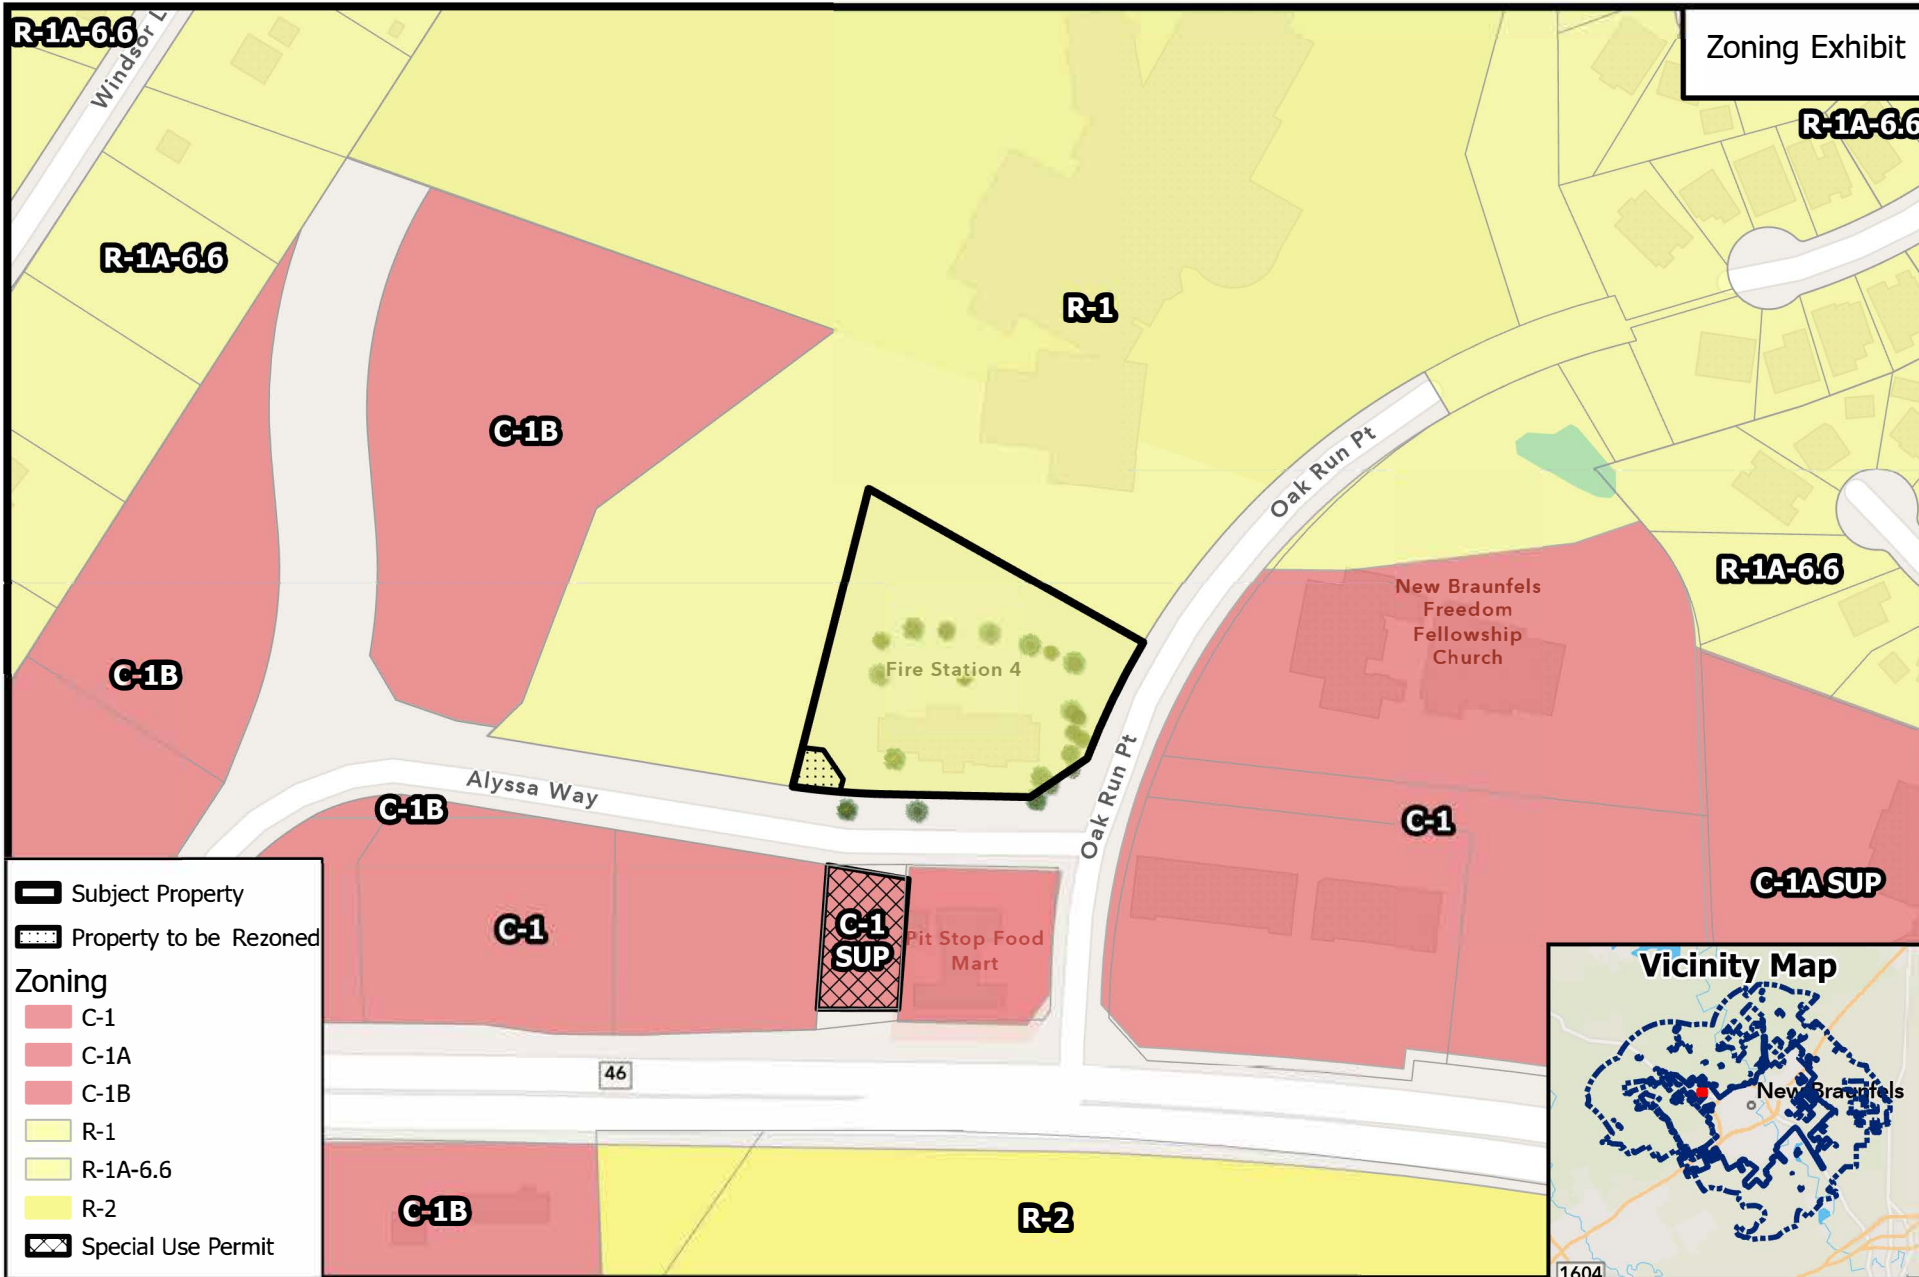 Zoning Exhibit
R-1A-6.6
Windsor L
R-1A-6.6
R-1A-6.6
R-1
C-1B
Oak Run Pt
R-1A-6.6
New Braunfels
Freedom
Fellowship
Church
Fire Station 4
C-1B
Alyssa Way
C-1B
Oak Run Pt
C-1
C-1A SUP
C-1
C-1
SUP
Pit Stop Food
Mart
46
C-1B
R-2
Subject Property
Property to be Rezoned
Zoning
C-1
C-1A
C-1B
R-1
R-1A-6.6
R-2
Special Use Permit
Vicinity Map
New Braunfels
1604